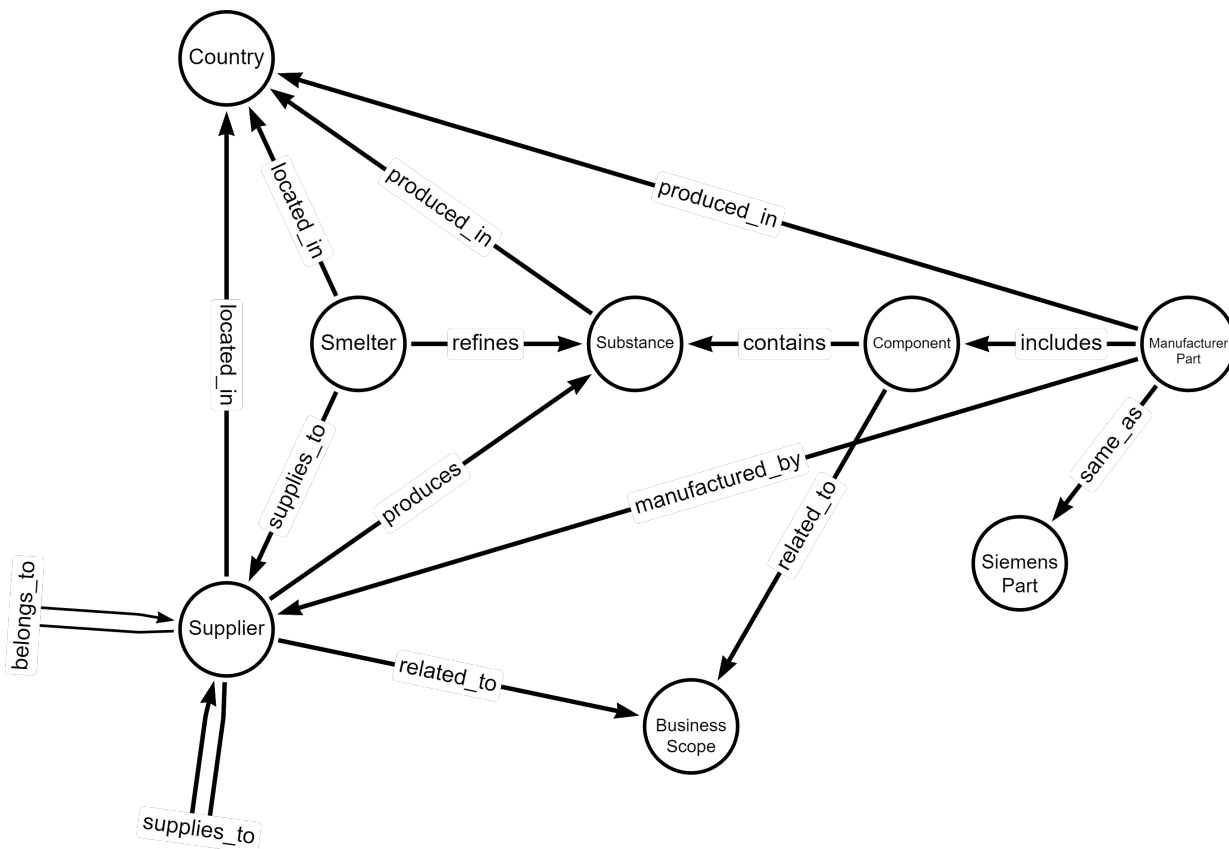 Country
located_in
produced_in
produced_in
located_in
Smelter
refines
Substance
contains
Component
includes
Manufacturer
Part
same_as
supplies_to
produces
manufactured_by
related_to
Siemens
Part
belongs_to
Supplier
related_to
Business
Scope
supplies_to